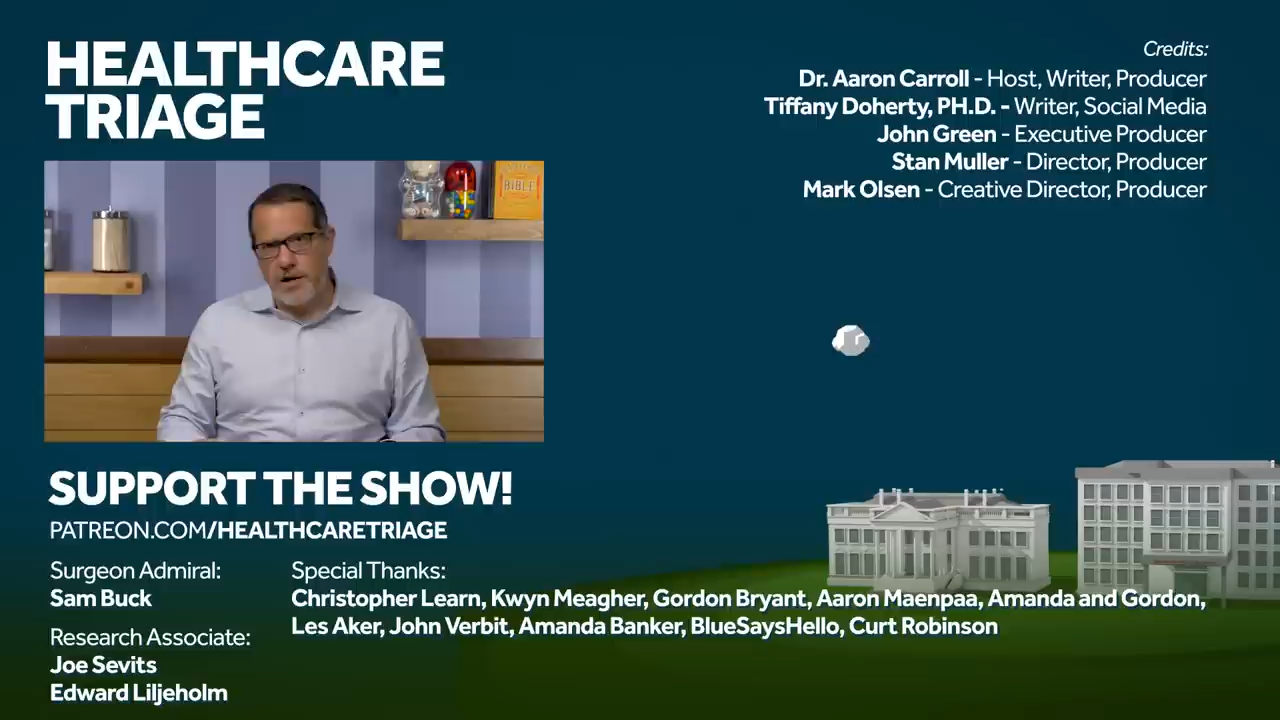 HEALTHCARE
TRIAGE
Credits:
Dr. Aaron Carroll - Host, Writer, Producer
Tiffany Doherty, PH.D. - Writer, Social Media
John Green - Executive Producer
Stan Muller - Director, Producer
Mark Olsen - Creative Director, Producer
BIBLE
SUPPORT THE SHOW!
PATREON.COM/HEALTHCARETRIAGE
Surgeon Admiral:
Sam Buck
Research Associate:
Joe Sevits
Edward Liljeholm
Special Thanks:
Christopher Learn, Kwyn Meagher, Gordon Bryant, Aaron Maenpaa, Amanda and Gordon,
Les Aker, John Verbit, Amanda Banker, BlueSaysHello, Curt Robinson